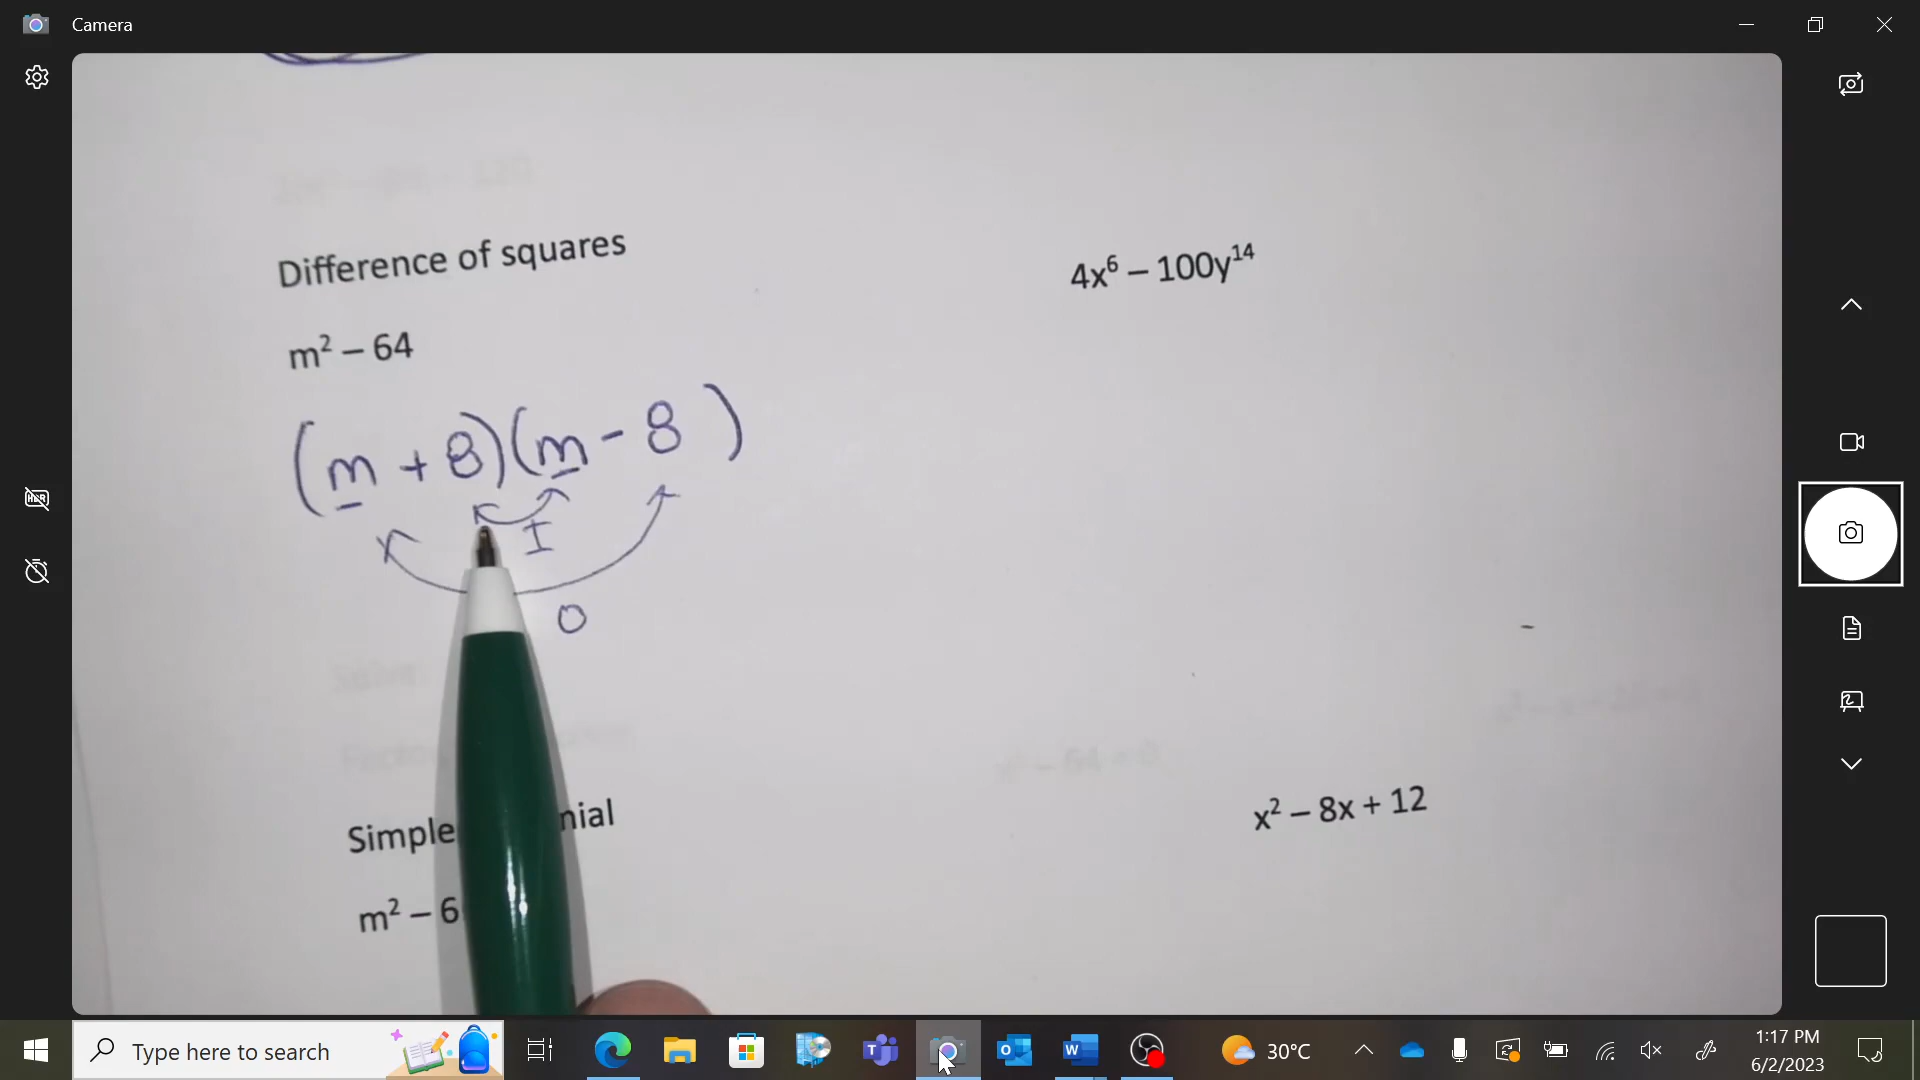 Camera
Difference of squares
m² – 64
(m + 8)(m - 8)
I
O
4x⁶ – 100y¹⁴
Simple
nial
m² – 6
x² – 8x + 12
Type here to search
30°C
1:17 PM
6/2/2023